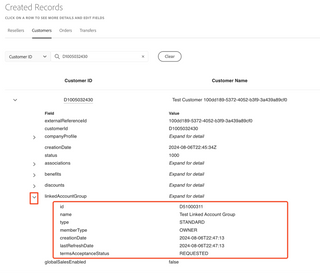 Created Records
CLICK ON A ROW TO SEE MORE DETAILS AND EDIT FIELDS
Resellers Customers Orders Transfers
Customer ID D1005032430 × Clear
Customer ID Customer Name
D1005032430 Test Customer 100dd189-5372-4052-b3f9-3a439a89cf0
Field Value
externalReferenceId 100dd189-5372-4052-b3f9-3a439a89cf0
customerId D1005032430
companyProfile Expand for detail
creationDate 2024-08-06T22:45:34Z
status 1000
associations Expand for detail
benefits Expand for detail
discounts Expand for detail
linkedAccountGroup Expand for detail
id D51000311
name Test Linked Account Group
type STANDARD
memberType OWNER
creationDate 2024-08-06T22:47:13
lastRefreshDate 2024-08-06T22:47:13
termsAcceptanceStatus REQUESTED
globalSalesEnabled false